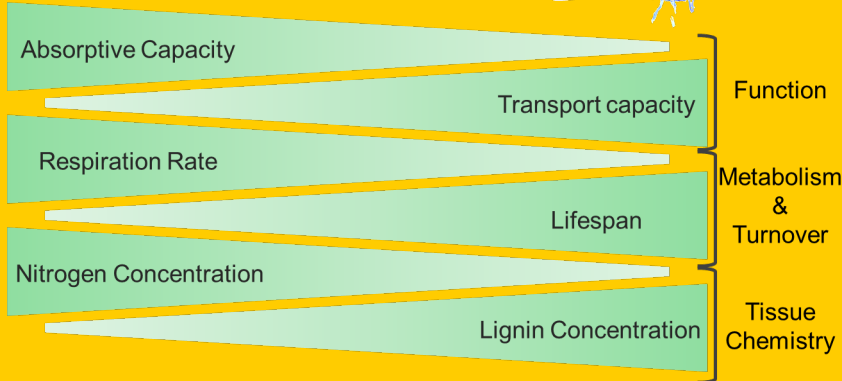 Absorptive Capacity
Transport capacity
Function
Respiration Rate
Metabolism
&
Turnover
Lifespan
Nitrogen Concentration
Lignin Concentration
Tissue
Chemistry